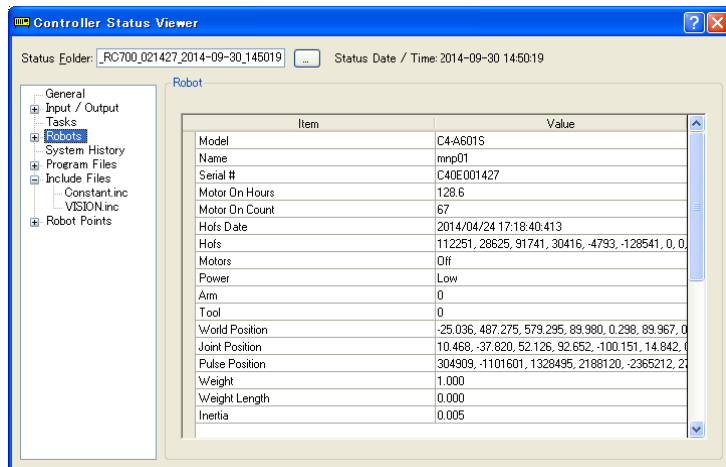 Controller Status Viewer
Status Folder: _RC700_021427_2014-09-30_145019 ... Status Date / Time: 2014-09-30 14:50:19
General
Input / Output
Tasks
Robots
System History
Program Files
Include Files
Constant.inc
VISION.inc
Robot Points
Robot
Item Value
Model C4-A601S
Name mnp01
Serial # C40E001427
Motor On Hours 128.6
Motor On Count 67
Hofs Date 2014/04/24 17:18:40:413
Hofs 112251, 28625, 91741, 30416, -4793, -128541, 0, 0,
Motors Off
Power Low
Arm 0
Tool 0
World Position -25.036, 487.275, 579.295, 89.980, 0.298, 89.967, 0
Joint Position 10.468, -37.820, 52.126, 92.652, -100.151, 14.842, 0
Pulse Position 304909, -1101601, 1328495, 2188120, -2365212, 27
Weight 1.000
Weight Length 0.000
Inertia 0.005